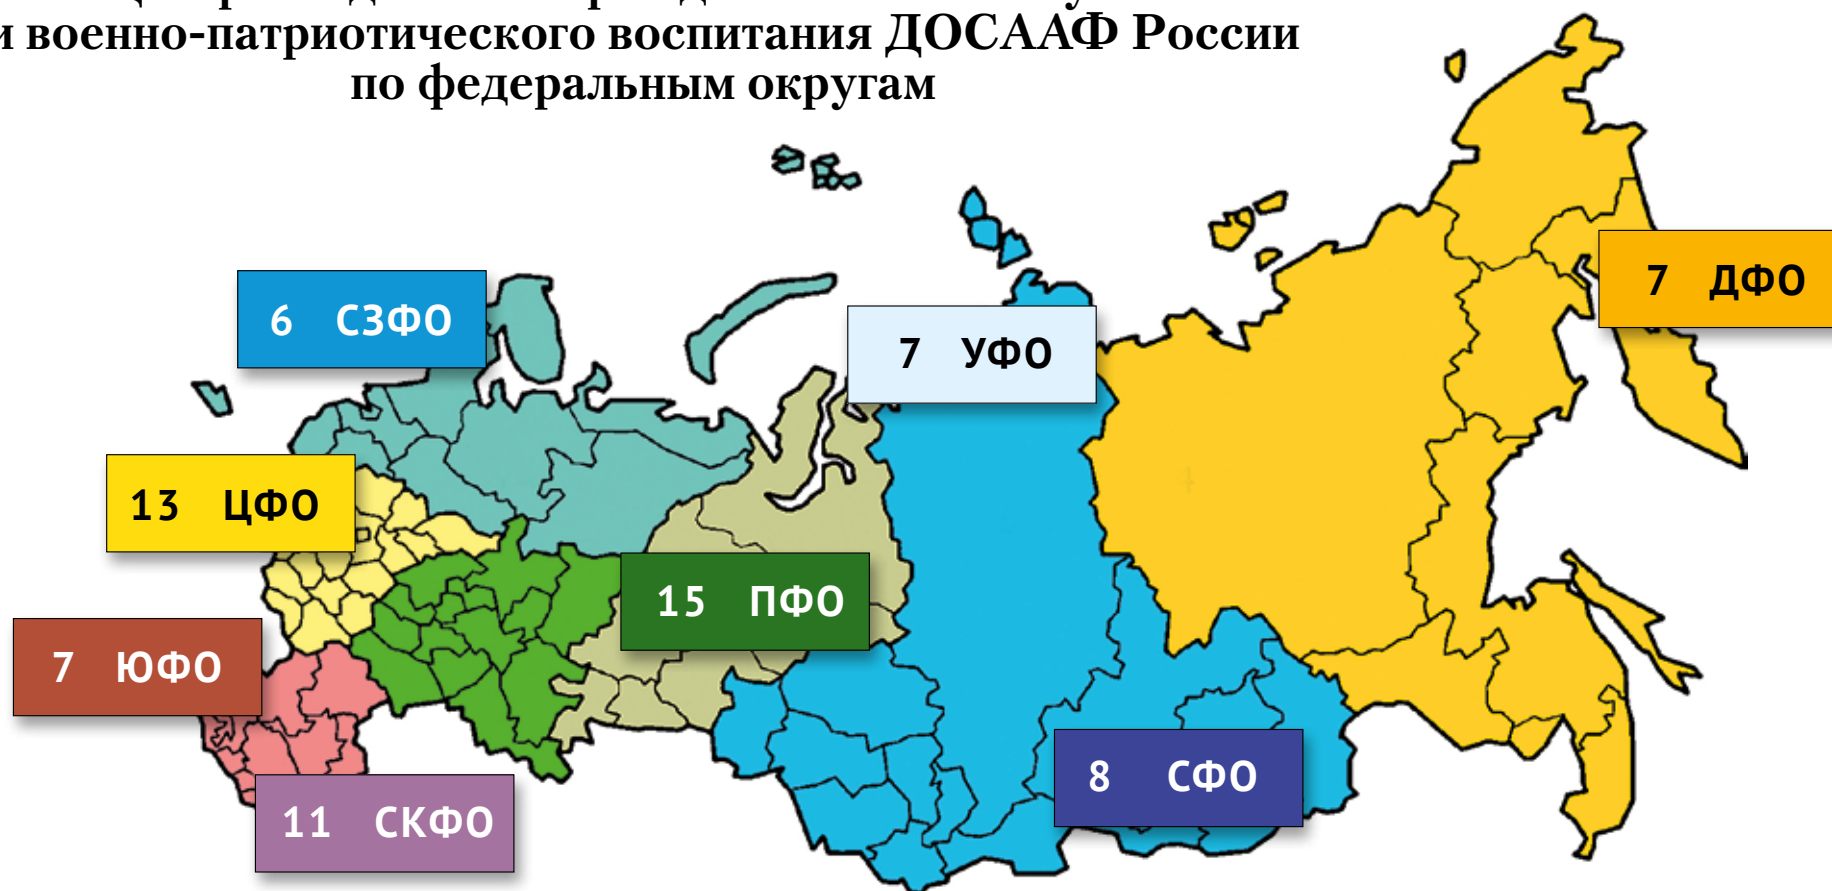 и военно-патриотического воспитания ДОСААФ России
по федеральным округам
6 СЗФО
7 УФО
7 ДФО
13 ЦФО
15 ПФО
7 ЮФО
8 СФО
11 СКФО